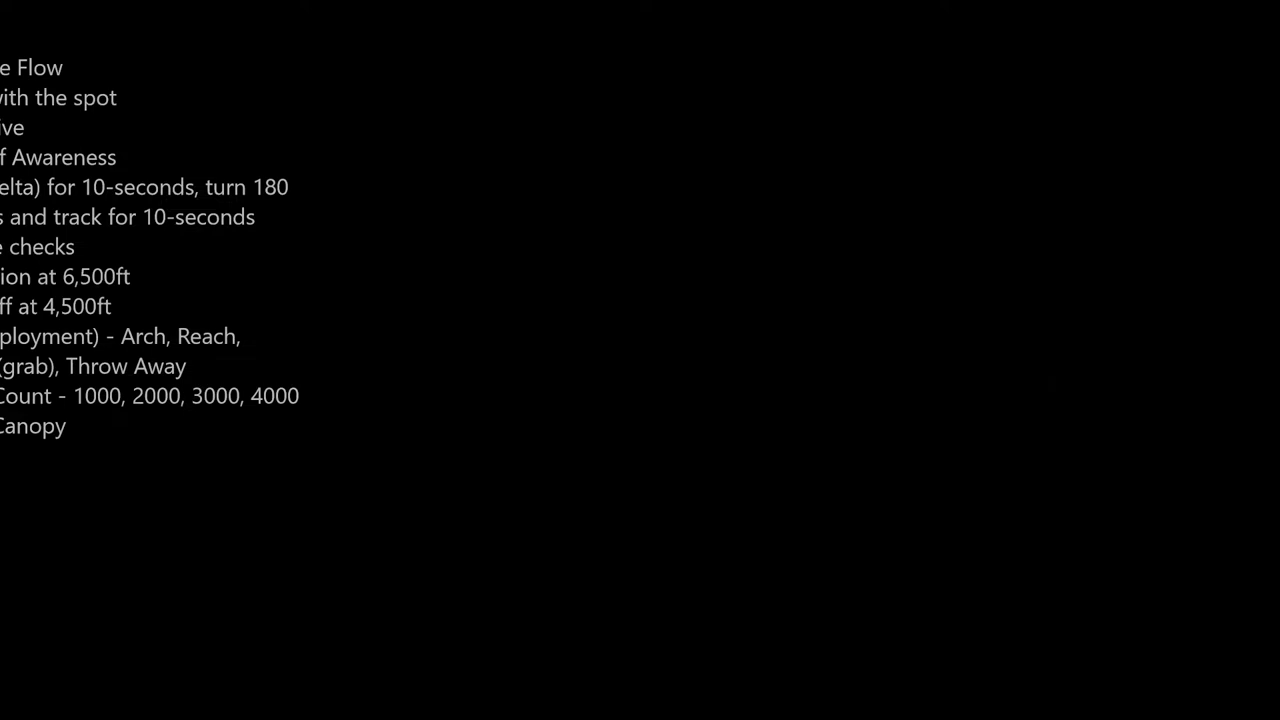 e Flow
with the spot
ive
f Awareness
elta) for 10-seconds, turn 180
s and track for 10-seconds
e checks
ion at 6,500ft
ff at 4,500ft
ployment) - Arch, Reach,
(grab), Throw Away
Count - 1000, 2000, 3000, 4000
Canopy